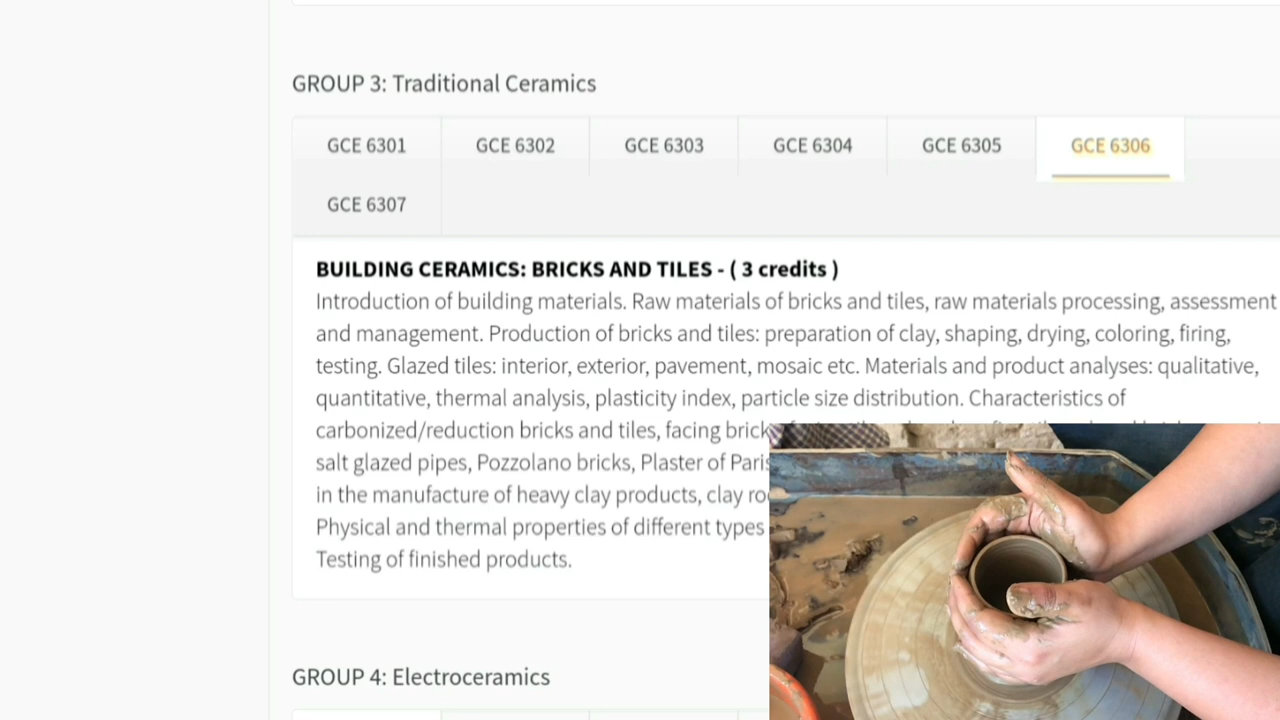 GROUP 3: Traditional Ceramics
GCE 6301 GCE 6302 GCE 6303 GCE 6304 GCE 6305 GCE 6306
GCE 6307
BUILDING CERAMICS: BRICKS AND TILES - ( 3 credits )
Introduction of building materials. Raw materials of bricks and tiles, raw materials processing, assessment
and management. Production of bricks and tiles: preparation of clay, shaping, drying, coloring, firing,
testing. Glazed tiles: interior, exterior, pavement, mosaic etc. Materials and product analyses: qualitative,
quantitative, thermal analysis, plasticity index, particle size distribution. Characteristics of
carbonized/reduction bricks and tiles, facing brick
salt glazed pipes, Pozzolano bricks, Plaster of Paris
in the manufacture of heavy clay products, clay
Physical and thermal properties of different types
Testing of finished products.
GROUP 4: Electroceramics